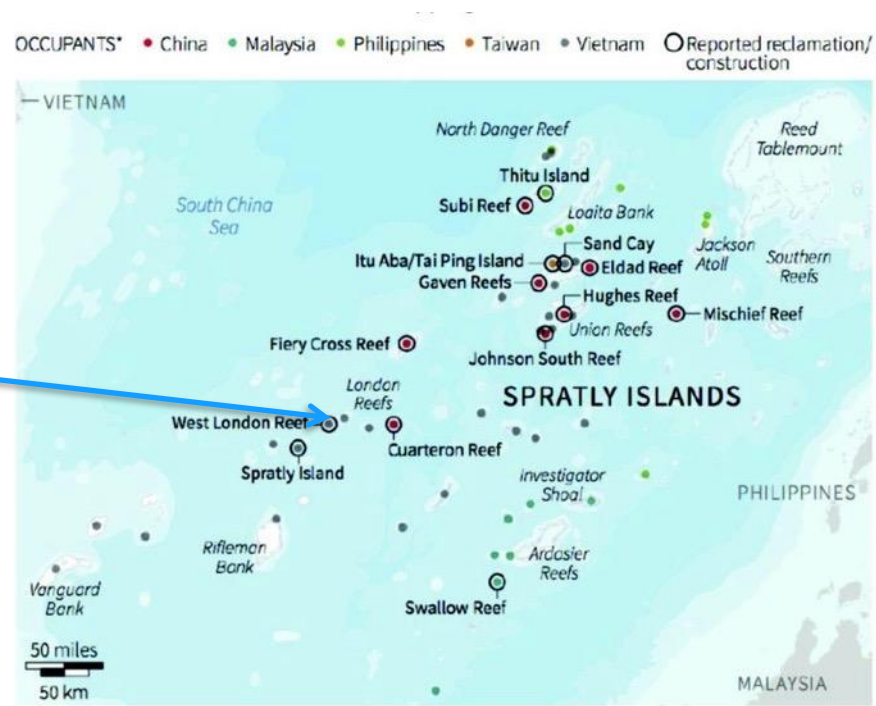 OCCUPANTS* • China • Malaysia • Philippines • Taiwan • Vietnam Reported reclamation/
construction
VIETNAM
North Danger Reef
Reed
Tablemount
Thitu Island
Subi Reef
South China
Sea
Loaita Bank
Sand Cay
Itu Aba/Tai Ping Island
Eldad Reef
Jackson
Atoll
Southern
Reefs
Gaven Reefs
Hughes Reef
Mischief Reef
Union Reefs
Fiery Cross Reef
Johnson South Reef
London
Reefs
SPRATLY ISLANDS
West London Reef
Cuarteron Reef
Spratly Island
Investigator
Shoal
PHILIPPINES
Rifleman
Bank
Ardasier
Reefs
Vanguard
Bank
Swallow Reef
50 miles
50 km
MALAYSIA